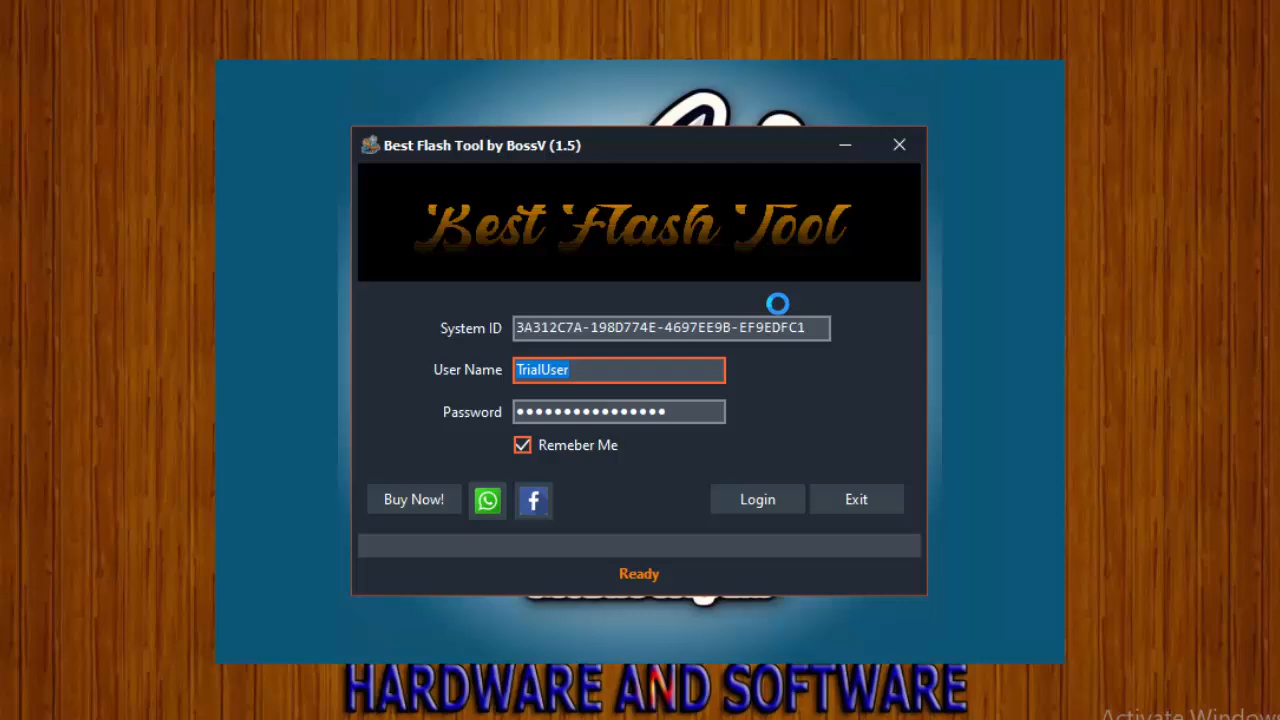 Best Flash Tool by BossV (1.5)
Best Flash Tool
System ID 3A312C7A-198D774E-4697EE9B-EF9EDFC1
User Name TrialUser
Password ●●●●●●●●●●●●●●●●
Remeber Me
Buy Now! Login Exit
Ready
HARDWARE AND SOFTWARE
Activate Window